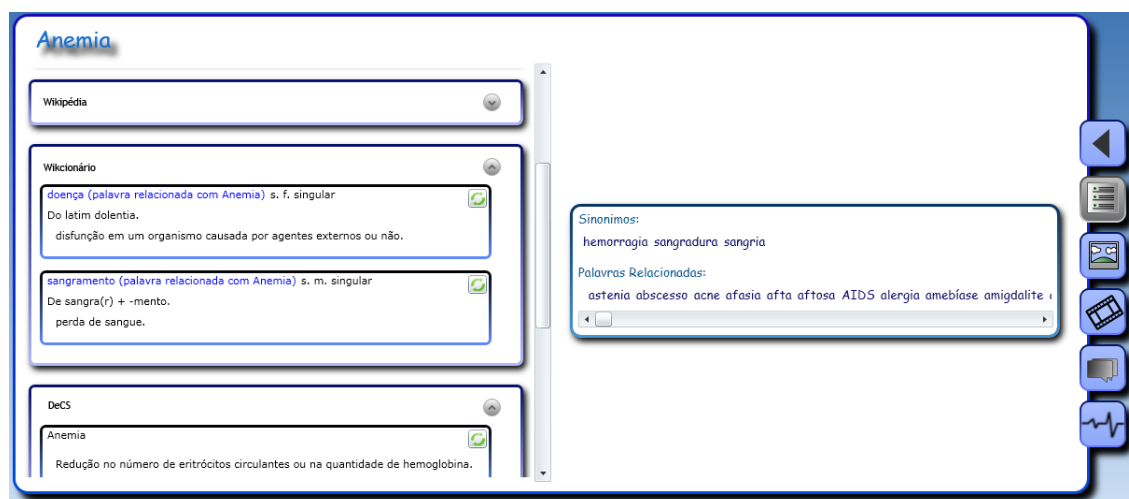 Anemia
Wikipédia
Wikcionário
doença (palavra relacionada com Anemia) s. f. singular
Do latim dolentia.
disfunção em um organismo causada por agentes externos ou não.
sangramento (palavra relacionada com Anemia) s. m. singular
De sangra(r) + -mento.
perda de sangue.
DeCS
Anemia
Redução no número de eritrócitos circulantes ou na quantidade de hemoglobina.
Sinonimos:
hemorragia sangradura sangria
Palavras Relacionadas:
astenia abscesso acne afasia afta aftosa AIDS alergia amebíase amigdalite